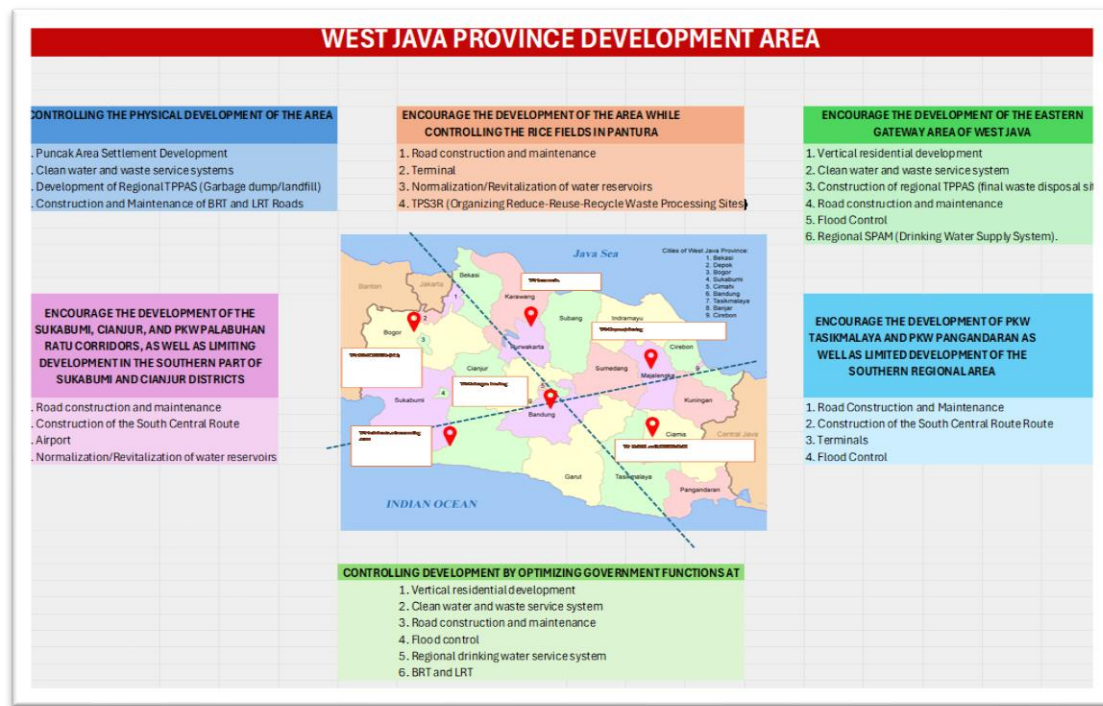 WEST JAVA PROVINCE DEVELOPMENT AREA
CONTROLLING THE PHYSICAL DEVELOPMENT OF THE AREA
. Puncak Area Settlement Development
. Clean water and waste service systems
. Development of Regional TPPAS (Garbage dump/landfill)
. Construction and Maintenance of BRT and LRT Roads
ENCOURAGE THE DEVELOPMENT OF THE AREA WHILE
CONTROLLING THE RICE FIELDS IN PANTURA
1. Road construction and maintenance
2. Terminal
3. Normalization/Revitalization of water reservoirs
4. TPS3R (Organizing Reduce-Reuse-Recycle Waste Processing Sites)
ENCOURAGE THE DEVELOPMENT OF THE EASTERN
GATEWAY AREA OF WEST JAVA
1. Vertical residential development
2. Clean water and waste service system
3. Construction of regional TPPAS (final waste disposal sit
4. Road construction and maintenance
5. Flood Control
6. Regional SPAM (Drinking Water Supply System).
ENCOURAGE THE DEVELOPMENT OF THE
SUKABUMI, CIANJUR, AND PKW PALABUHAN
RATU CORRIDORS, AS WELL AS LIMITING
DEVELOPMENT IN THE SOUTHERN PART OF
SUKABUMI AND CIANJUR DISTRICTS
. Road construction and maintenance
. Construction of the South Central Route
. Airport
. Normalization/Revitalization of water reservoirs
Java Sea
Cities of West Java Province:
1. Bekasi
2. Depok
3. Bogor
4. Sukabumi
5. Cimahi
6. Bandung
7. Tasikmalaya
8. Banjar
9. Cirebon
Banten
Jakarta
Bekasi
1
Karawang
2
Bogor
3
Subang
Indramayu
Purwakarta
Cirebon
Cianjur
Sumedang
Majalengka
9
Sukabumi
4
5
6
Bandung
Kuningan
Ciamis
Central Java
Garut
Tasikmalaya
Pangandaran
INDIAN OCEAN
ENCOURAGE THE DEVELOPMENT OF PKW
TASIKMALAYA AND PKW PANGANDARAN AS
WELL AS LIMITED DEVELOPMENT OF THE
SOUTHERN REGIONAL AREA
1. Road Construction and Maintenance
2. Construction of the South Central Route Route
3. Terminals
4. Flood Control
CONTROLLING DEVELOPMENT BY OPTIMIZING GOVERNMENT FUNCTIONS AT
1. Vertical residential development
2. Clean water and waste service system
3. Road construction and maintenance
4. Flood control
5. Regional drinking water service system
6. BRT and LRT